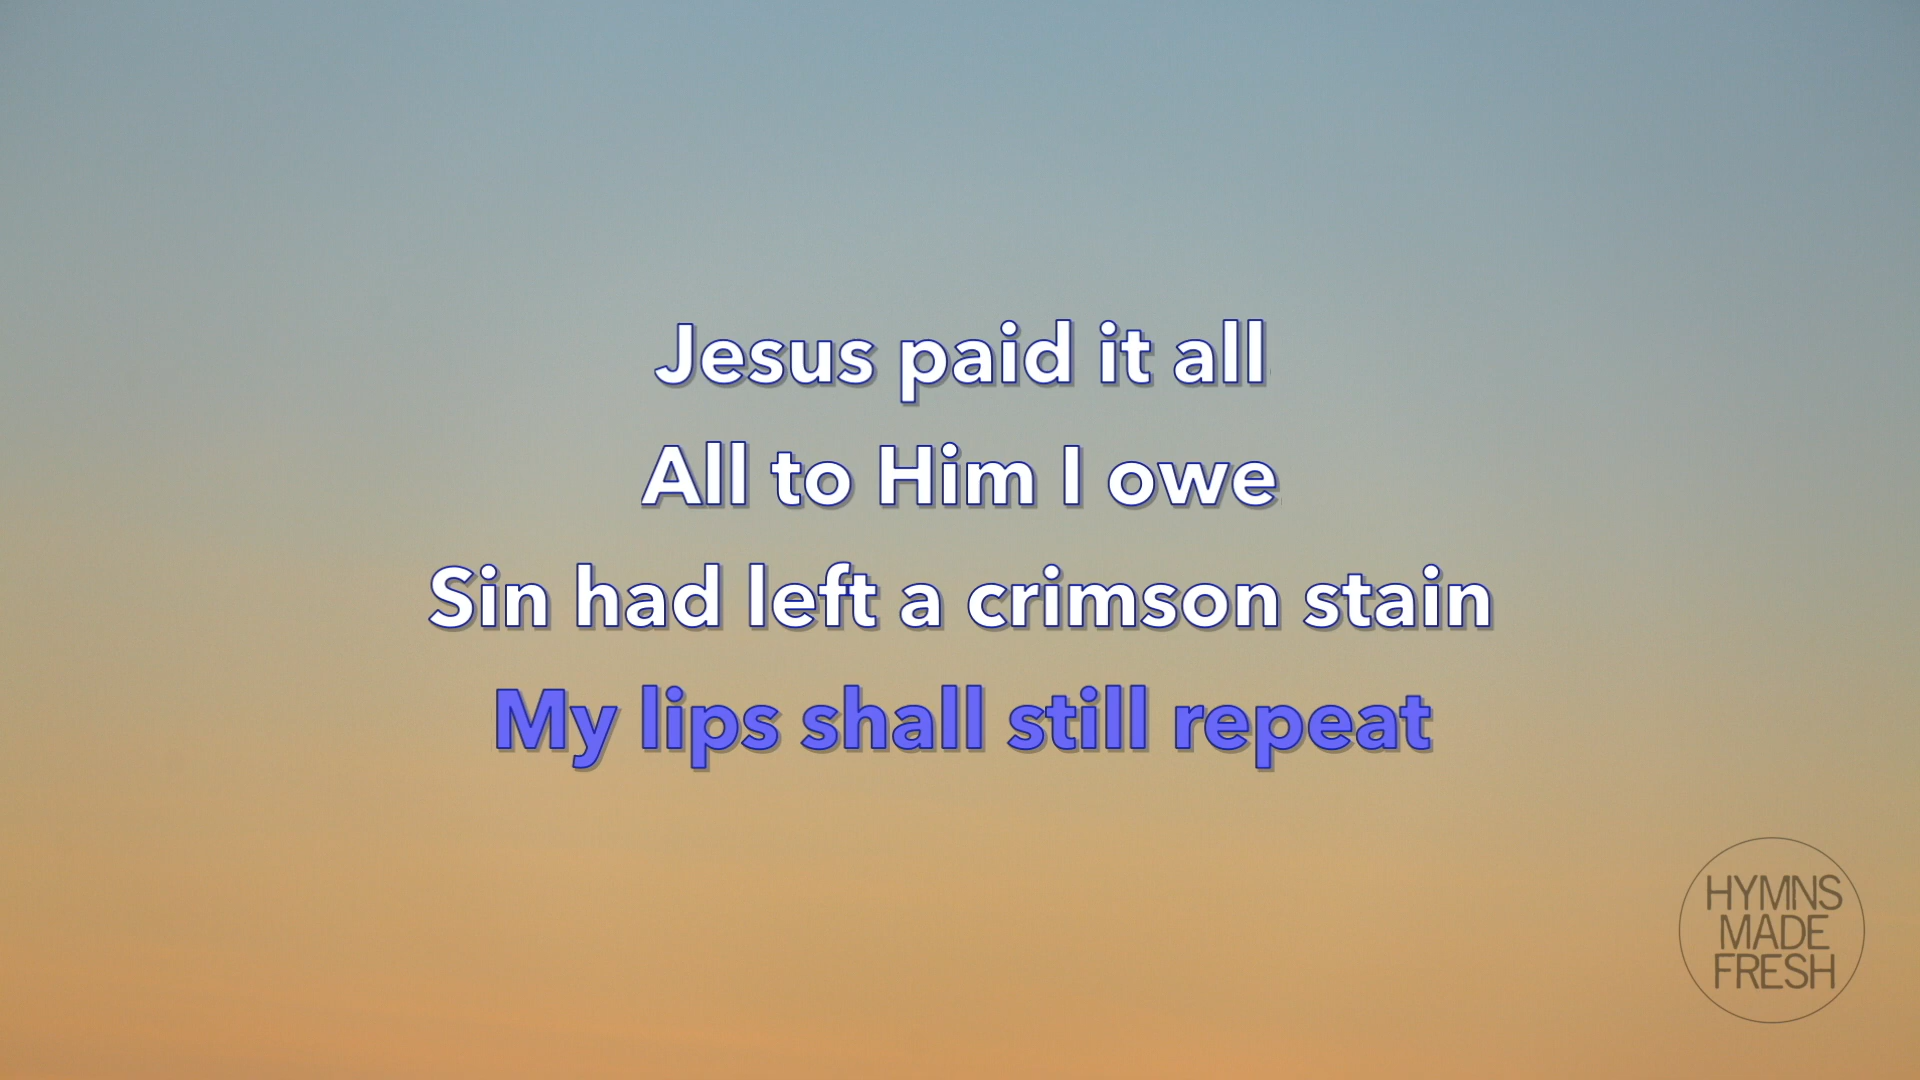 Jesus paid it all
All to Him I owe
Sin had left a crimson stain
My lips shall still repeat
HYMNS
MADE
FRESH